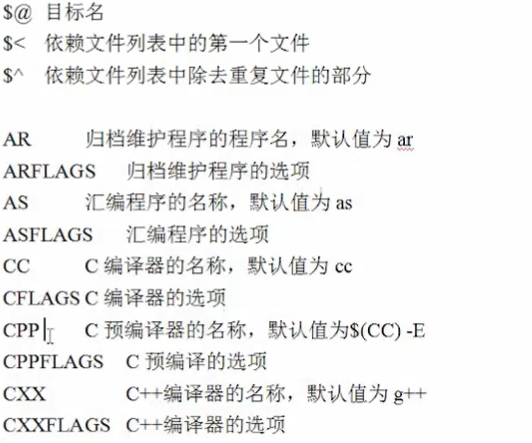 $@ 目标名
$< 依赖文件列表中的第一个文件
$^ 依赖文件列表中除去重复文件的部分
AR 归档维护程序的程序名，默认值为 ar
ARFLAGS 归档维护程序的选项
AS 汇编程序的名称，默认值为 as
ASFLAGS 汇编程序的选项
CC C 编译器的名称，默认值为 cc
CFLAGS C 编译器的选项
CPP C 预编译器的名称，默认值为$(CC) -E
CPPFLAGS C 预编译的选项
CXX C++编译器的名称，默认值为 g++
CXXFLAGS C++编译器的选项